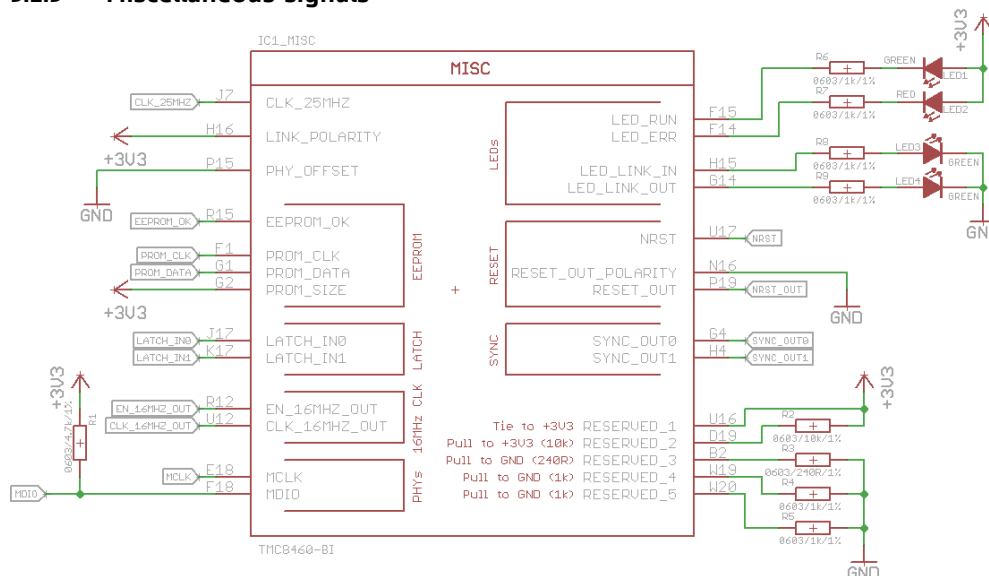 Miscellaneous signals
IC1_MISC
MISC
CLK_25MHZ J7 CLK_25MHZ
H16 LINK_POLARITY
+3V3
P15 PHY_OFFSET
GND
EEPROM_OK R15 EEPROM_OK
PROM_CLK F1 PROM_CLK
PROM_DATA G1 PROM_DATA
G2 PROM_SIZE
+3V3
EEPROM
LATCH_IN0 J17 LATCH_IN0
LATCH_IN1 K17 LATCH_IN1
LATCH
EN_16MHZ_OUT R12 EN_16MHZ_OUT
CLK_16MHZ_OUT U12 CLK_16MHZ_OUT
16MHz CLK
+3V3
R1
0603/4.7k/1%
MCLK E18 MCLK
MDIO F18 MDIO
PHYs
TMC8460-BI
LEDs
LED_RUN F15
LED_ERR F14
LED_LINK_IN H15
LED_LINK_OUT G14
R6
0603/1k/1%
GREEN
LED1
R7
0603/1k/1%
RED
LED2
+3V3
R8
0603/1k/1%
LED3
GREEN
R9
0603/1k/1%
LED4
GREEN
GN
RESET
NRST U17 NRST
RESET_OUT_POLARITY N16
RESET_OUT P19 NRST_OUT
GND
SYNC
SYNC_OUT0 G4 SYNC_OUT0
SYNC_OUT1 H4 SYNC_OUT1
Tie to +3V3 RESERVED_1 U16
Pull to +3V3 (10k) RESERVED_2 D19
Pull to GND (240R) RESERVED_3 B2
Pull to GND (1k) RESERVED_4 W19
Pull to GND (1k) RESERVED_5 W20
+3V3
R2
0603/10k/1%
R3
0603/240R/1%
R4
0603/1k/1%
R5
0603/1k/1%
GND